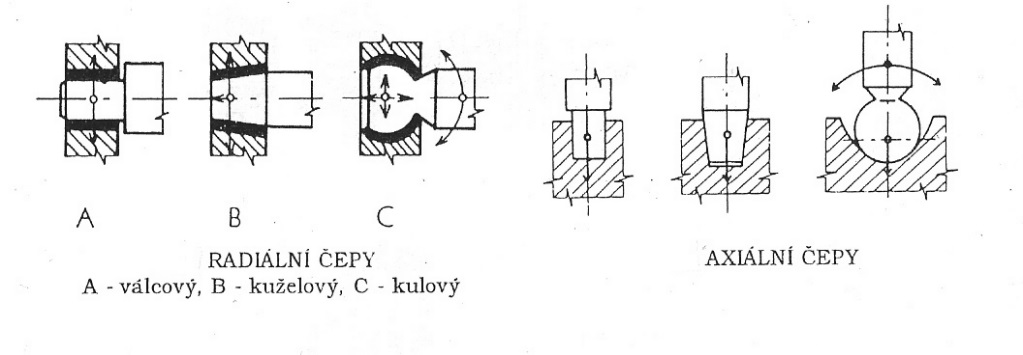 A B C
RADIÁLNÍ ČEPY
A - válcový, B - kuželový, C - kulový
AXIÁLNÍ ČEPY